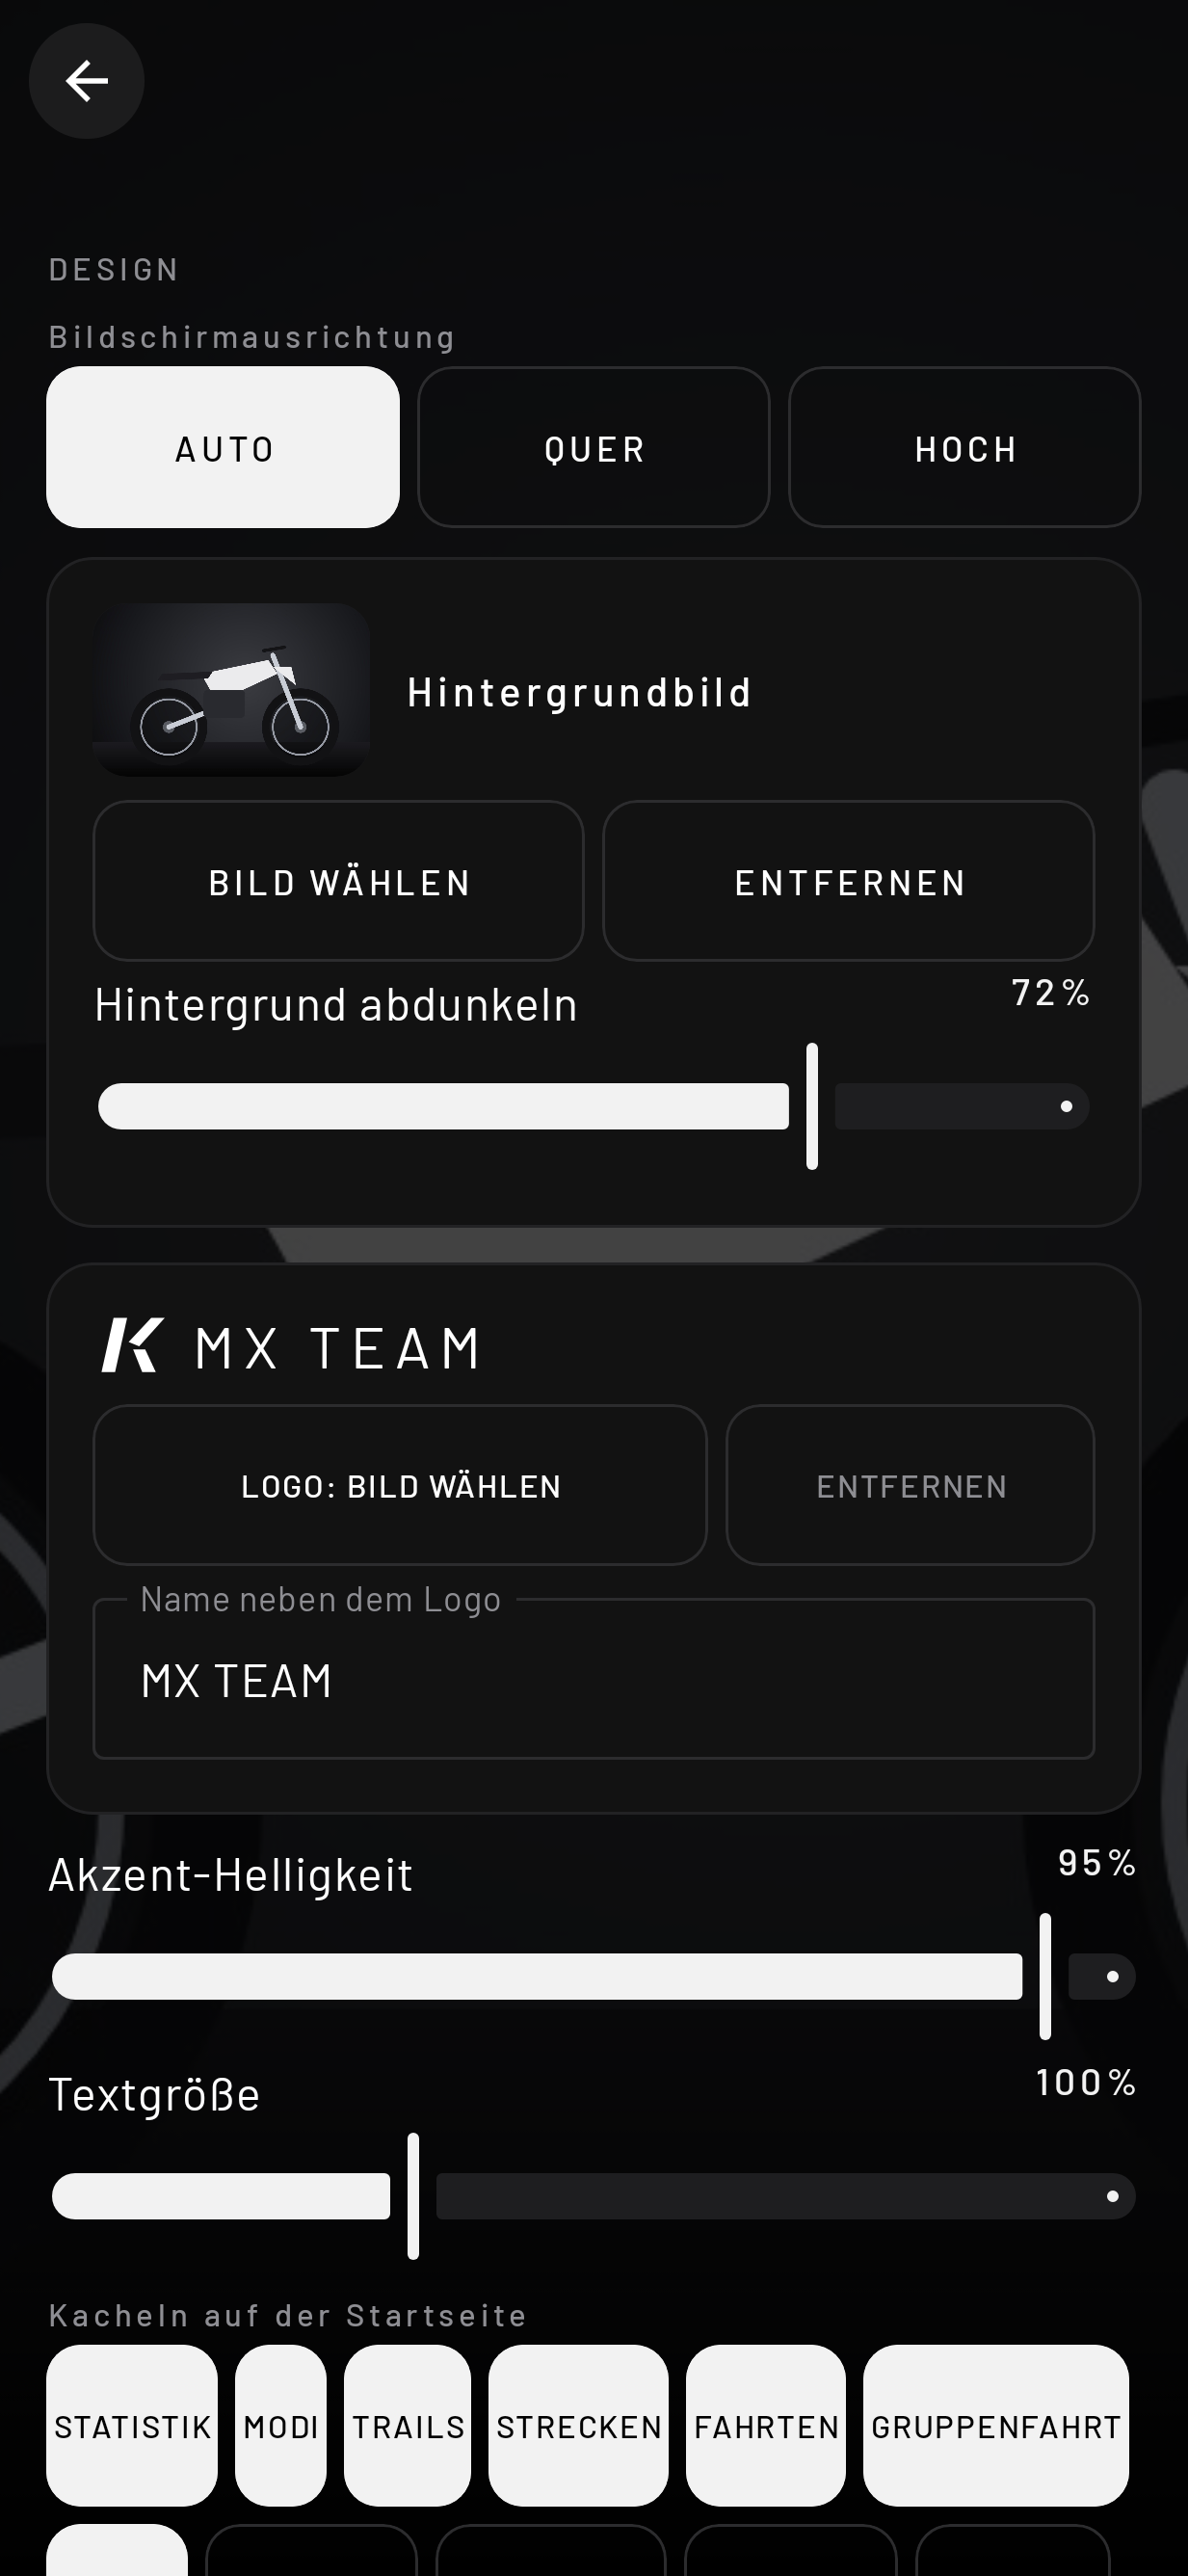 DESIGN
Bildschirmausrichtung
AUTO QUER HOCH
Hintergrundbild
BILD WÄHLEN ENTFERNEN
Hintergrund abdunkeln 72%
MX TEAM
LOGO: BILD WÄHLEN ENTFERNEN
Name neben dem Logo
MX TEAM
Akzent-Helligkeit 95%
Textgröße 100%
Kacheln auf der Startseite
STATISTIK MODI TRAILS STRECKEN FAHRTEN GRUPPENFAHRT